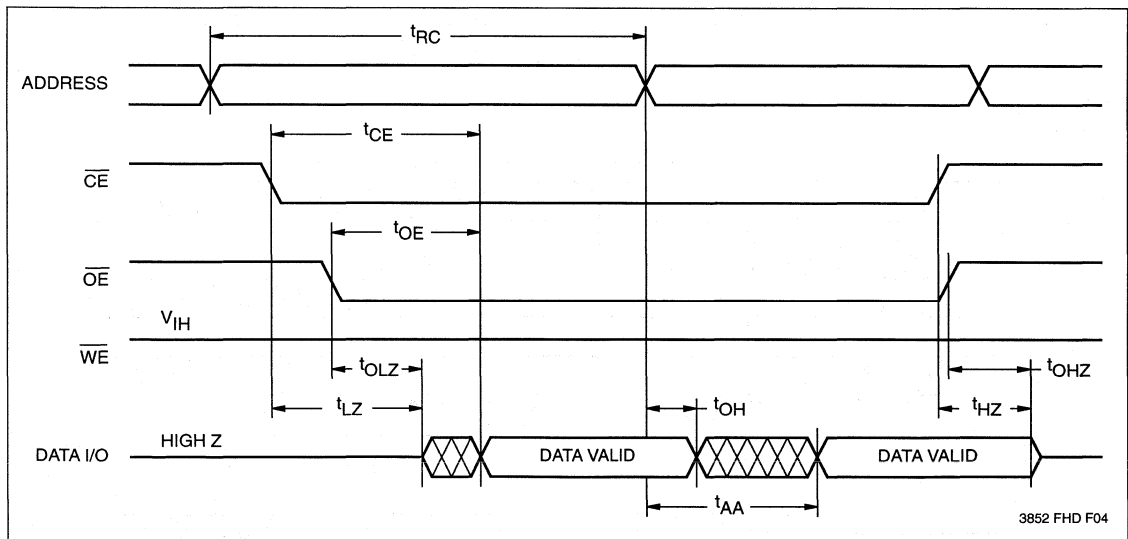 tRC
ADDRESS
tCE
CE
tOE
OE
VIH
WE
tOLZ
tOHZ
tLZ
tOH
tHZ
DATA I/O
HIGH Z
DATA VALID
DATA VALID
tAA
3852 FHD F04